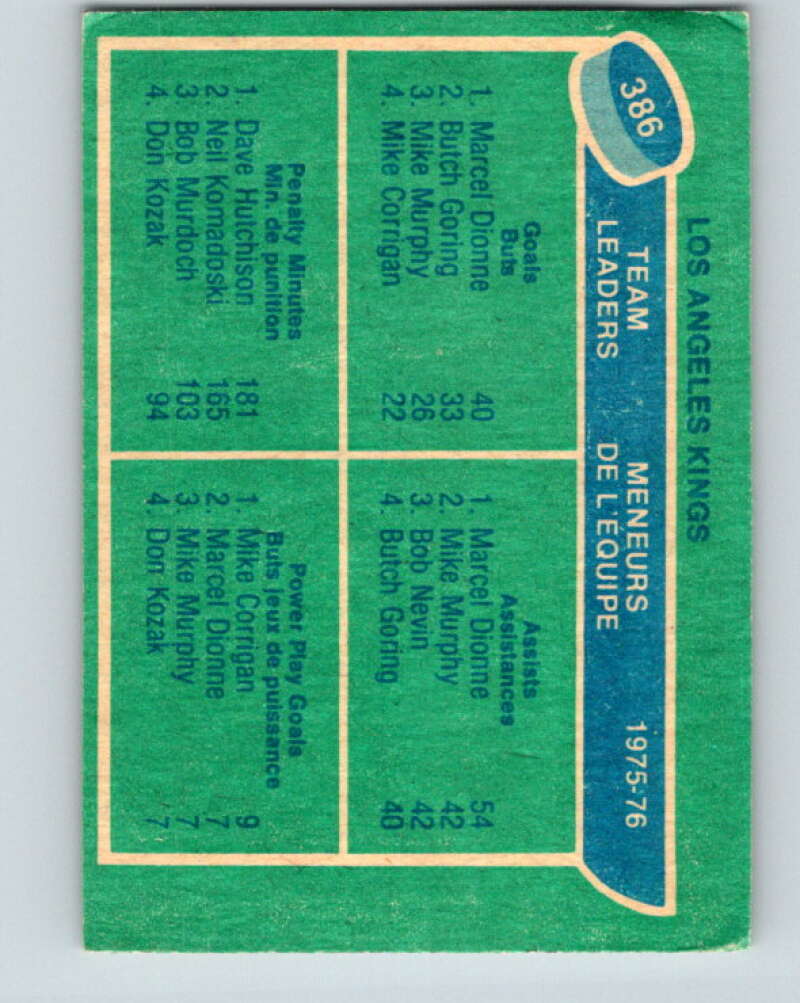 LOS ANGELES KINGS
386
TEAM LEADERS
MENEURS DE L'ÉQUIPE
1975-76
Goals
Buts
1. Marcel Dionne 40
2. Butch Goring 33
3. Mike Murphy 26
4. Mike Corrigan 22
Assists
Assistances
1. Marcel Dionne 54
2. Mike Murphy 42
3. Bob Nevin 42
4. Butch Goring 40
Penalty Minutes
Min. de punition
1. Dave Hutchison 181
2. Neil Komadoski 165
3. Bob Murdoch 103
4. Don Kozak 94
Power Play Goals
Buts jeux de puissance
1. Mike Corrigan 9
2. Marcel Dionne 7
3. Mike Murphy 7
4. Don Kozak 7